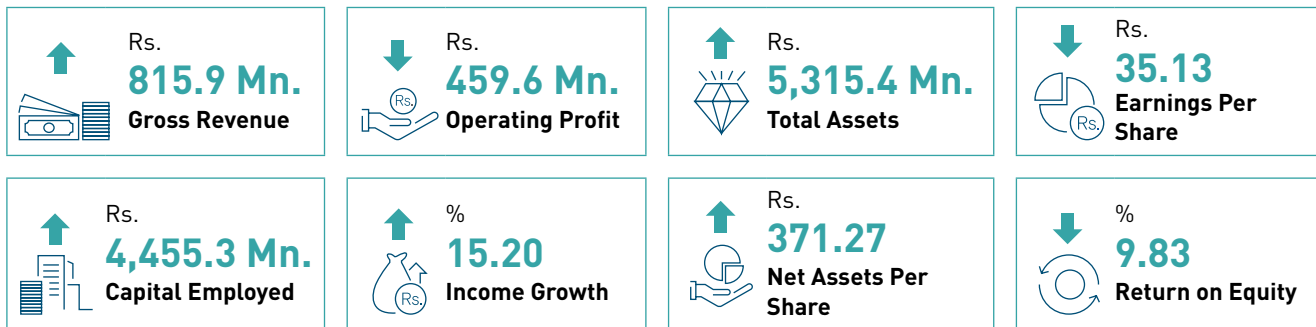 Rs.
815.9 Mn.
Gross Revenue
Rs.
Rs.
459.6 Mn.
Operating Profit
Rs.
5,315.4 Mn.
Total Assets
Rs.
35.13
Earnings Per
Share
Rs.
Rs.
4,455.3 Mn.
Capital Employed
%
15.20
Income Growth
Rs.
Rs.
371.27
Net Assets Per
Share
%
9.83
Return on Equity